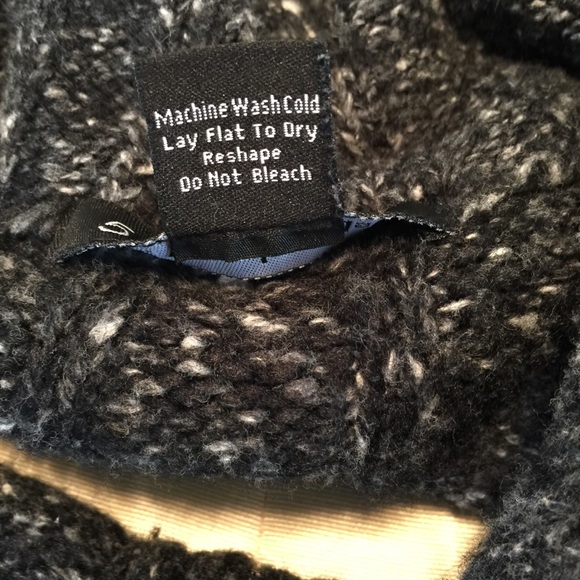 Machine Wash Cold
Lay Flat To Dry
Reshape
Do Not Bleach